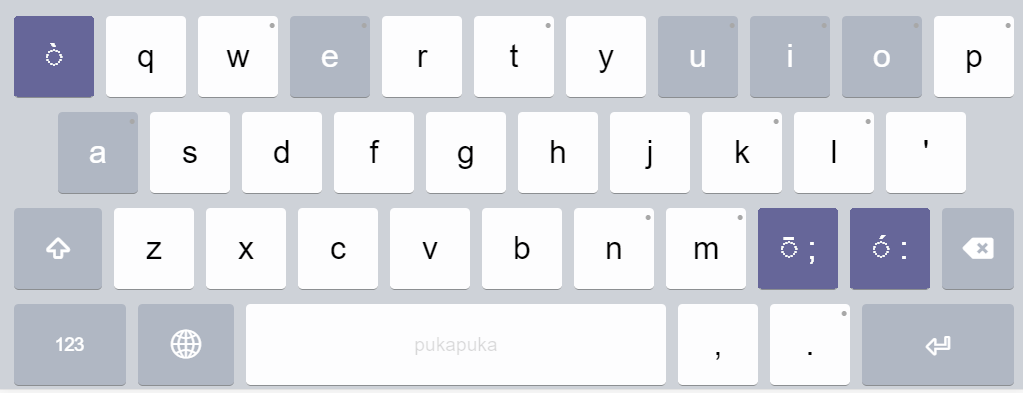 ◌̀ q w e r t y u i o p
a s d f g h j k l '
z x c v b n m ◌̄ ; ◌́ :
123 pukapuka , .